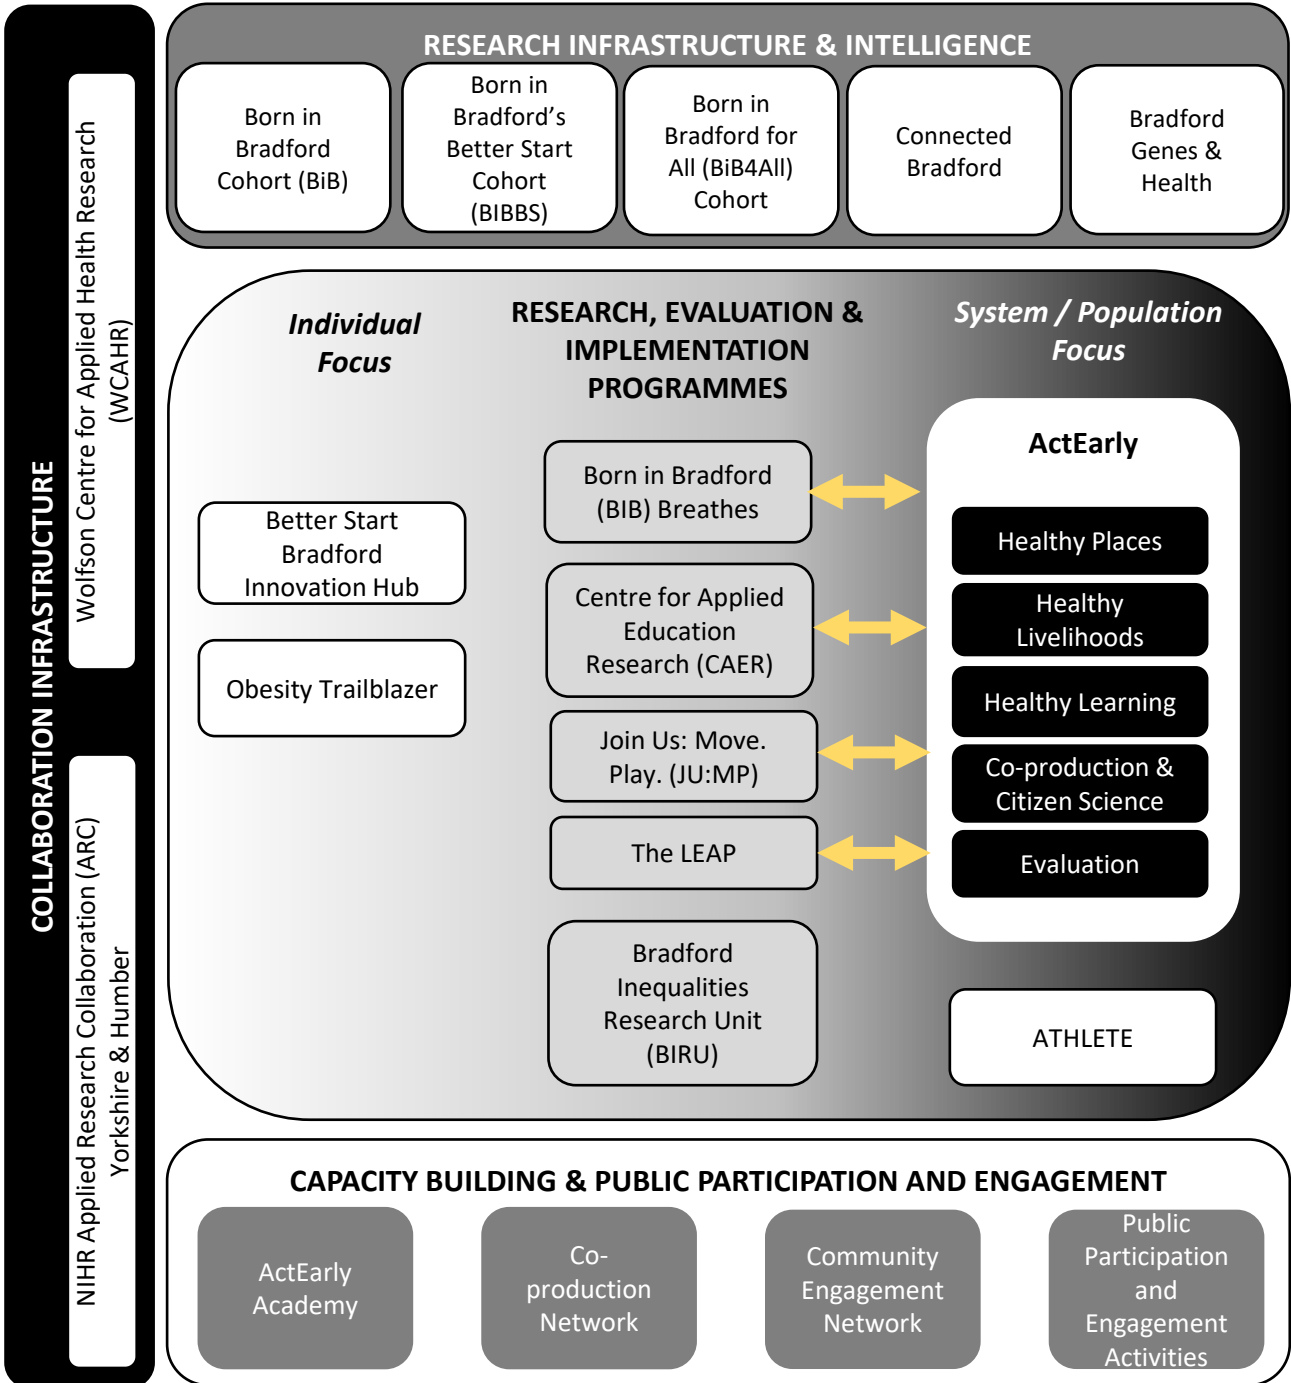 COLLABORATION INFRASTRUCTURE
Wolfson Centre for Applied Health Research
(WCAHR)
NIHR Applied Research Collaboration (ARC)
Yorkshire & Humber
RESEARCH INFRASTRUCTURE & INTELLIGENCE
Born in
Bradford
Cohort (BiB)
Born in
Bradford’s
Better Start
Cohort
(BIBBS)
Born in
Bradford for
All (BiB4All)
Cohort
Connected
Bradford
Bradford
Genes &
Health
Individual
Focus
RESEARCH, EVALUATION &
IMPLEMENTATION
PROGRAMMES
System / Population
Focus
Better Start
Bradford
Innovation Hub
Obesity Trailblazer
Born in Bradford
(BIB) Breathes
Centre for Applied
Education
Research (CAER)
Join Us: Move.
Play. (JU:MP)
The LEAP
Bradford
Inequalities
Research Unit
(BIRU)
ActEarly
Healthy Places
Healthy
Livelihoods
Healthy Learning
Co-production &
Citizen Science
Evaluation
ATHLETE
CAPACITY BUILDING & PUBLIC PARTICIPATION AND ENGAGEMENT
ActEarly
Academy
Co-
production
Network
Community
Engagement
Network
Public
Participation
and
Engagement
Activities